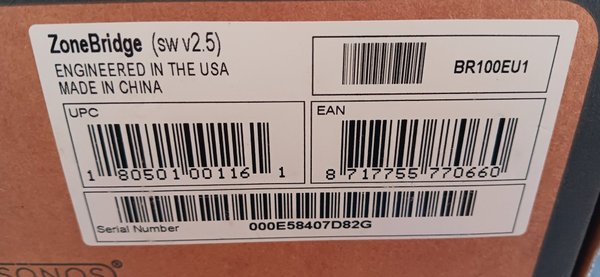 ZoneBridge (sw v2.5)
ENGINEERED IN THE USA
MADE IN CHINA
BR100EU1
UPC
1 80501 00116 1
EAN
8 717755 770660
Serial Number
000E58407D82G
SONOS®